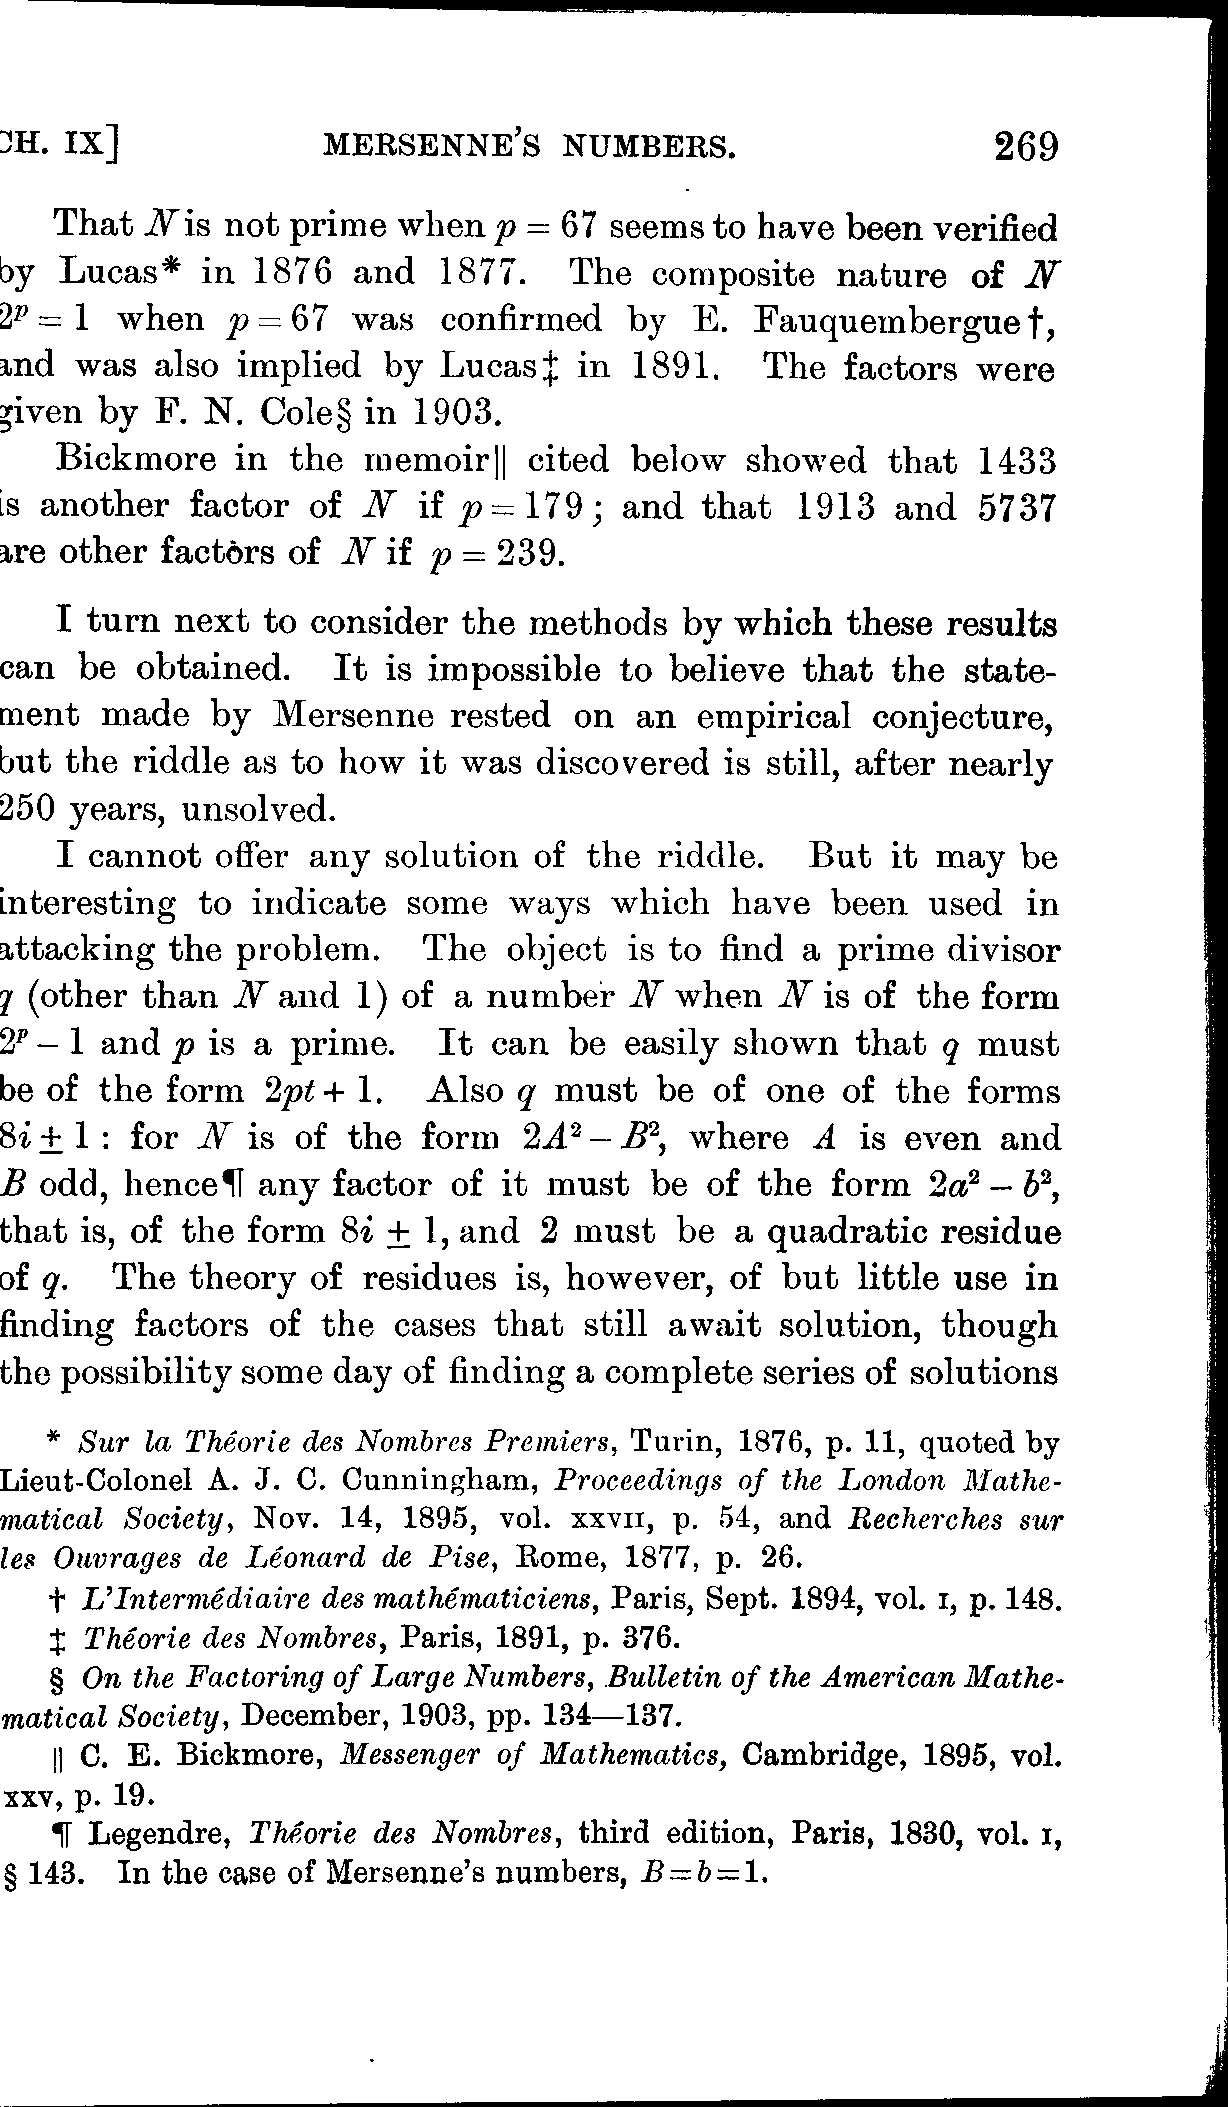 CH. IX] MERSENNE'S NUMBERS. 269
That N is not prime when p = 67 seems to have been verified
by Lucas* in 1876 and 1877. The composite nature of N
2ᵖ = 1 when p = 67 was confirmed by E. Fauquembergue†,
and was also implied by Lucas‡ in 1891. The factors were
given by F. N. Cole§ in 1903.
Bickmore in the memoir|| cited below showed that 1433
is another factor of N if p = 179; and that 1913 and 5737
are other factors of N if p = 239.
I turn next to consider the methods by which these results
can be obtained. It is impossible to believe that the state-
ment made by Mersenne rested on an empirical conjecture,
but the riddle as to how it was discovered is still, after nearly
250 years, unsolved.
I cannot offer any solution of the riddle. But it may be
interesting to indicate some ways which have been used in
attacking the problem. The object is to find a prime divisor
q (other than N and 1) of a number N when N is of the form
2ᵖ – 1 and p is a prime. It can be easily shown that q must
be of the form 2pt + 1. Also q must be of one of the forms
8i ± 1 : for N is of the form 2A² – B², where A is even and
B odd, hence¶ any factor of it must be of the form 2a² – b²,
that is, of the form 8i ± 1, and 2 must be a quadratic residue
of q. The theory of residues is, however, of but little use in
finding factors of the cases that still await solution, though
the possibility some day of finding a complete series of solutions
* Sur la Théorie des Nombres Premiers, Turin, 1876, p. 11, quoted by
Lieut-Colonel A. J. C. Cunningham, Proceedings of the London Mathe-
matical Society, Nov. 14, 1895, vol. XXVII, p. 54, and Recherches sur
les Ouvrages de Léonard de Pise, Rome, 1877, p. 26.
† L'Intermédiaire des mathématiciens, Paris, Sept. 1894, vol. I, p. 148.
‡ Théorie des Nombres, Paris, 1891, p. 376.
§ On the Factoring of Large Numbers, Bulletin of the American Mathe-
matical Society, December, 1903, pp. 134—137.
|| C. E. Bickmore, Messenger of Mathematics, Cambridge, 1895, vol.
XXV, p. 19.
¶ Legendre, Théorie des Nombres, third edition, Paris, 1830, vol. I,
§ 143. In the case of Mersenne's numbers, B = b = 1.